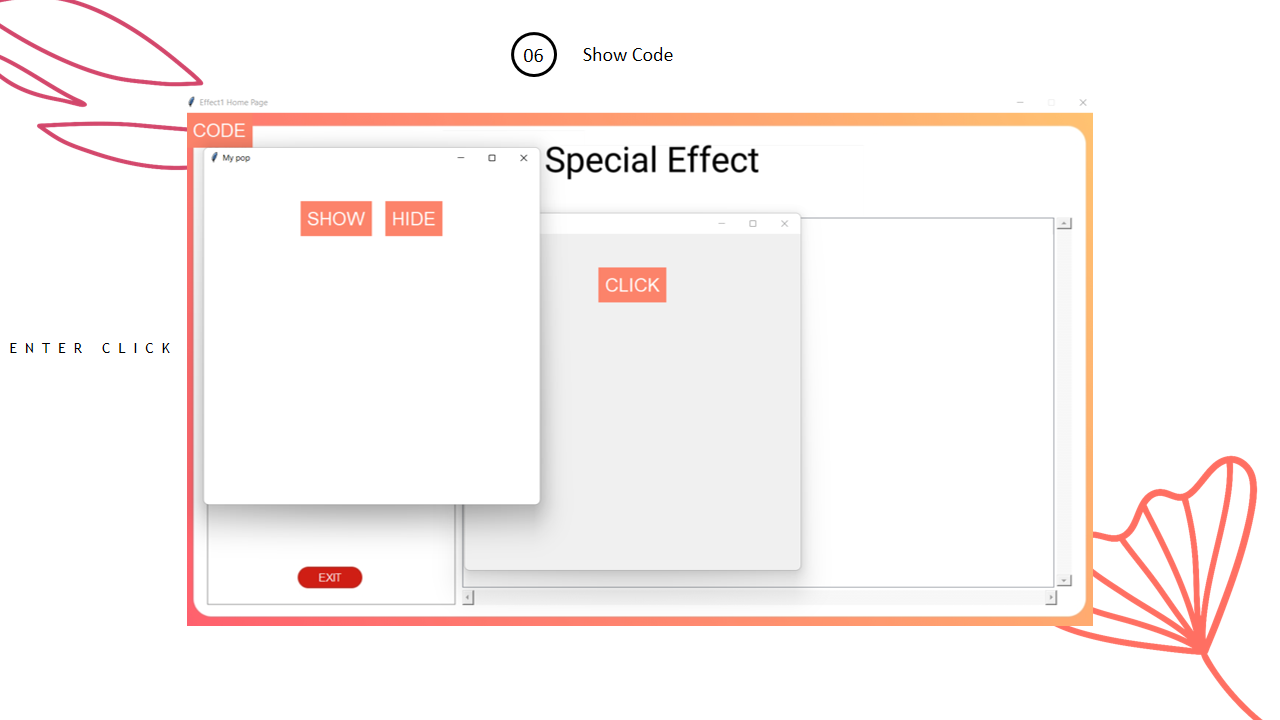 06 Show Code
Effect1 Home Page
CODE
My pop
Special Effect
SHOW HIDE
CLICK
ENTER CLICK
EXIT